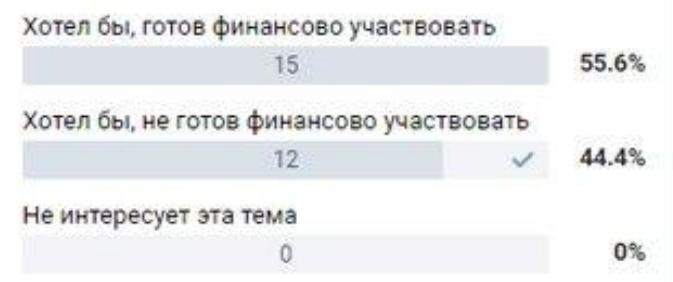 Хотел бы, готов финансово участвовать
15 55.6%
Хотел бы, не готов финансово участвовать
12 44.4%
Не интересует эта тема
0 0%